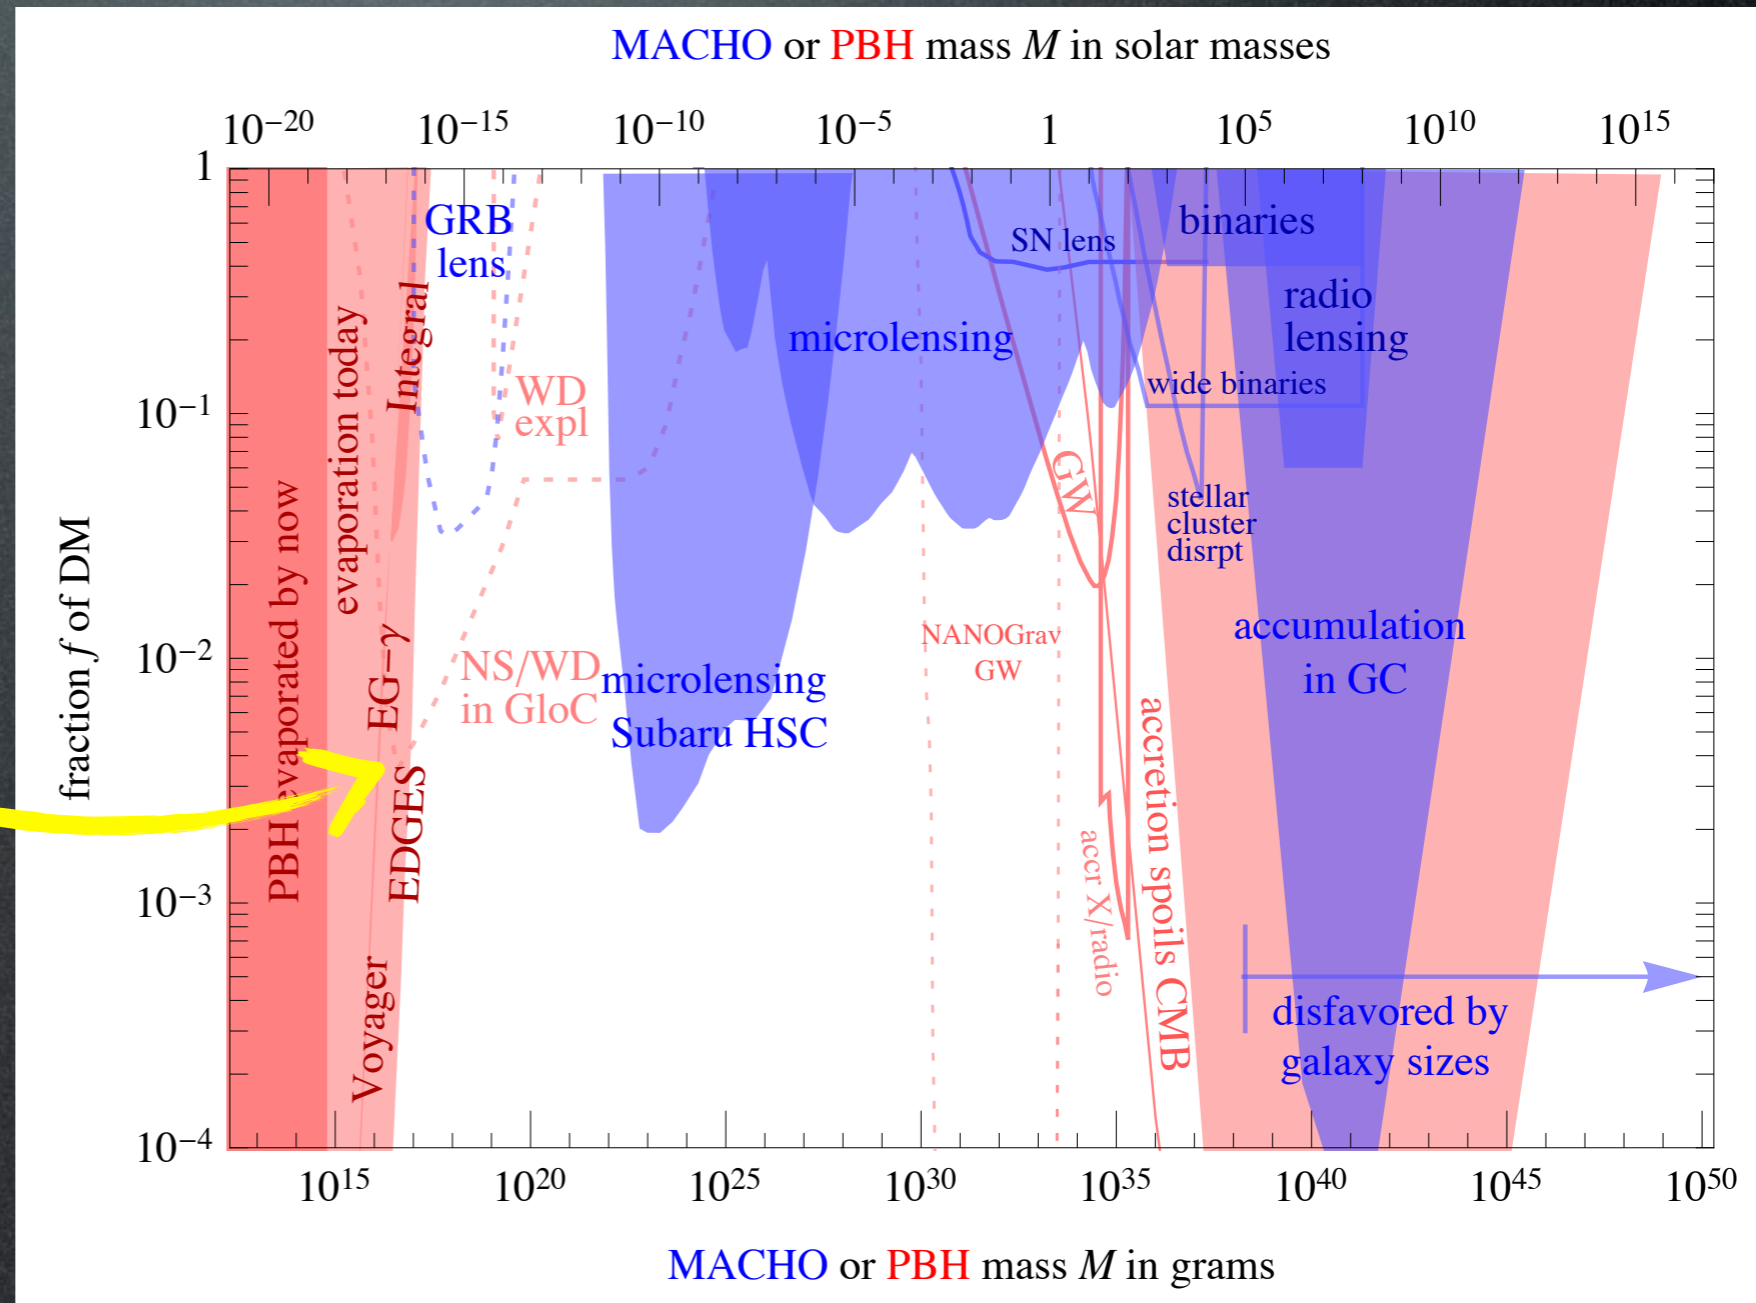 MACHO or PBH mass M in solar masses
10⁻²⁰ 10⁻¹⁵ 10⁻¹⁰ 10⁻⁵ 1 10⁵ 10¹⁰ 10¹⁵
1
10⁻¹
10⁻²
10⁻³
10⁻⁴
fraction f of DM
PBH evaporated by now
evaporation today
Integral
EG−γ
EDGES
Voyager
GRB
lens
WD
expl
NS/WD
in GloC
microlensing
Subaru HSC
microlensing
SN lens
binaries
radio
lensing
wide binaries
GW
stellar
cluster
disrpt
NANOGrav
GW
accr X/radio
accretion spoils CMB
accumulation
in GC
disfavored by
galaxy sizes
10¹⁵ 10²⁰ 10²⁵ 10³⁰ 10³⁵ 10⁴⁰ 10⁴⁵ 10⁵⁰
MACHO or PBH mass M in grams